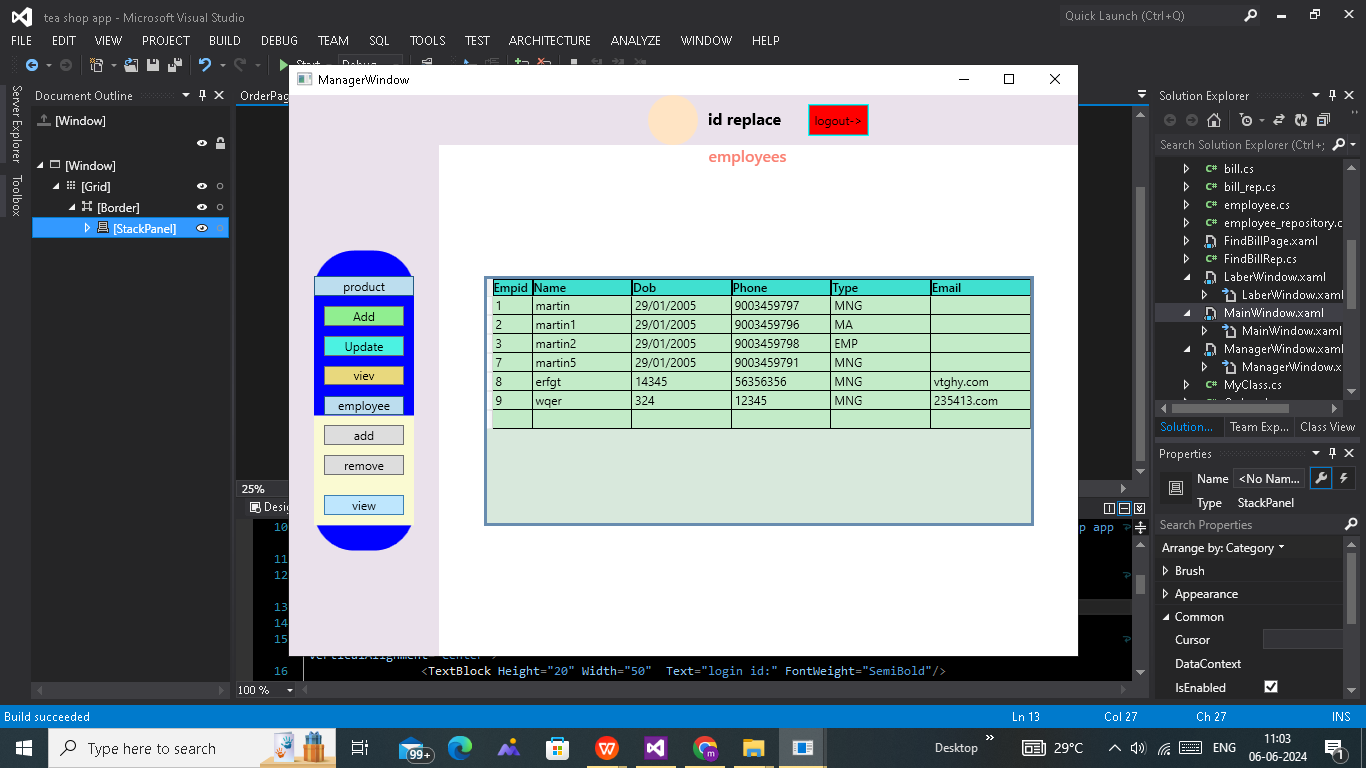 tea shop app - Microsoft Visual Studio
Quick Launch (Ctrl+Q)
FILE EDIT VIEW PROJECT BUILD DEBUG TEAM SQL TOOLS TEST ARCHITECTURE ANALYZE WINDOW HELP
Server Explorer
Toolbox
Document Outline
[Window]
[Window]
[Grid]
[Border]
[StackPanel]
OrderPag
ManagerWindow
id replace
logout->
employees
product
Add
Update
viev
employee
add
remove
view
Empid Name Dob Phone Type Email
1 martin 29/01/2005 9003459797 MNG
2 martin1 29/01/2005 9003459796 MA
3 martin2 29/01/2005 9003459798 EMP
7 martin5 29/01/2005 9003459791 MNG
8 erfgt 14345 56356356 MNG vtghy.com
9 wqer 324 12345 MNG 235413.com
25%
Desig
p app
10
11
12
13
14
15
16 <TextBlock Height="20" Width="50" Text="login id:" FontWeight="SemiBold"/>
100 %
Solution Explorer
Search Solution Explorer (Ctrl+;
bill.cs
bill_rep.cs
employee.cs
employee_repository.c
FindBillPage.xaml
FindBillRep.cs
LaberWindow.xaml
LaberWindow.xaml
MainWindow.xaml
MainWindow.xaml
ManagerWindow.xaml
ManagerWindow.x
MyClass.cs
Solution... Team Exp... Class View
Properties
Name <No Nam...
Type StackPanel
Search Properties
Arrange by: Category
Brush
Appearance
Common
Cursor
DataContext
IsEnabled
Build succeeded
Ln 13 Col 27 Ch 27 INS
Type here to search
99+
Desktop
29°C
ENG
11:03
06-06-2024
1